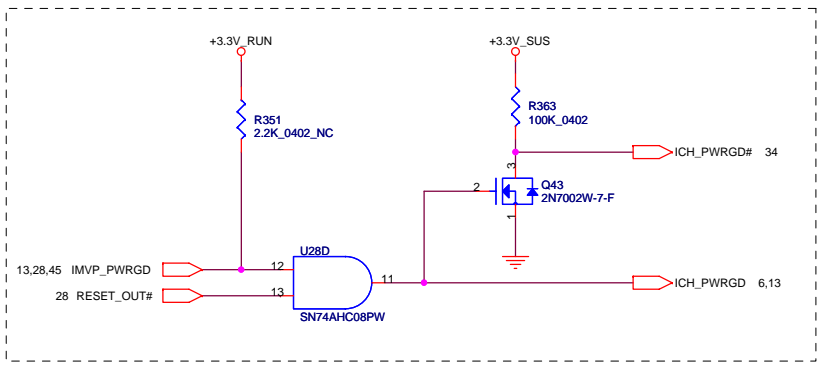 +3.3V_RUN
+3.3V_SUS
R351
2.2K_0402_NC
R363
100K_0402
ICH_PWRGD# 34
3
Q43
2N7002W-7-F
2
1
U28D
13,28,45 IMVP_PWRGD
12
11
ICH_PWRGD 6,13
28 RESET_OUT#
13
SN74AHC08PW